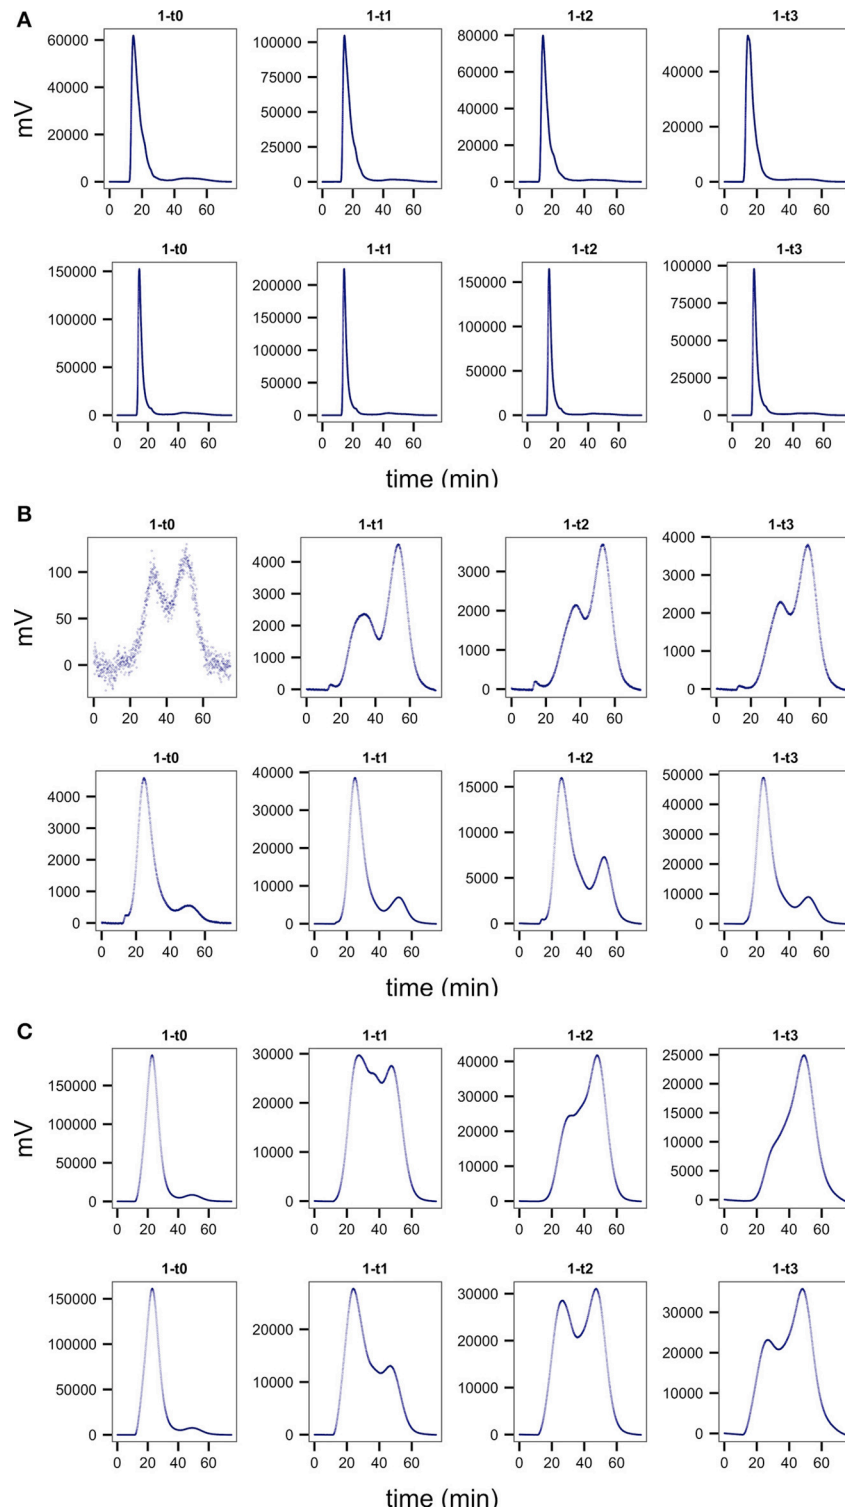 A
1-t0 1-t1 1-t2 1-t3
60000 100000 80000
75000 60000 40000
40000 50000 40000
20000 25000 20000 20000
0 0 0 0
mV
0 20 40 60 0 20 40 60 0 20 40 60 0 20 40 60
1-t0 1-t1 1-t2 1-t3
150000 200000 150000 100000
100000 150000 100000 75000
50000 100000 50000 50000
50000 25000
0 0 0 0
0 20 40 60 0 20 40 60 0 20 40 60 0 20 40 60
time (min)
B
1-t0 1-t1 1-t2 1-t3
100 4000 3000 4000
50 3000 2000 3000
0 2000 1000 2000
1000 0 1000
0 0
mV
0 20 40 60 0 20 40 60 0 20 40 60 0 20 40 60
1-t0 1-t1 1-t2 1-t3
4000 40000 15000 50000
3000 30000 10000 40000
2000 20000 5000 30000
1000 10000 0 20000
0 0 10000
0
0 20 40 60 0 20 40 60 0 20 40 60 0 20 40 60
time (min)
C
1-t0 1-t1 1-t2 1-t3
150000 30000 40000 25000
100000 20000 30000 20000
50000 10000 20000 15000
0 0 10000 10000
0 5000
0
mV
0 20 40 60 0 20 40 60 0 20 40 60 0 20 40 60
1-t0 1-t1 1-t2 1-t3
150000 20000 30000 30000
100000 10000 20000 20000
50000 0 10000 10000
0 0 0
0 20 40 60 0 20 40 60 0 20 40 60 0 20 40 60
time (min)